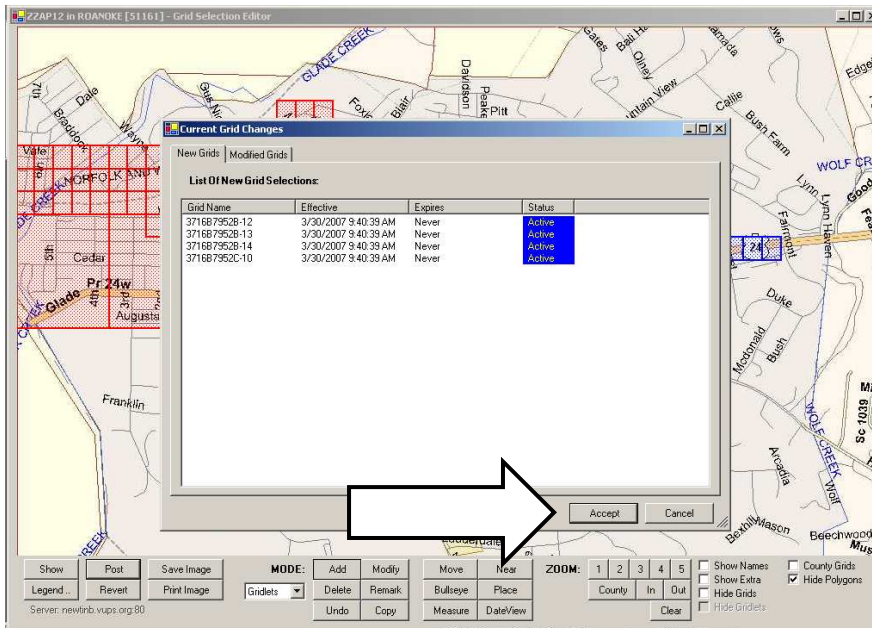 ZZAP12 in ROANOKE [51161] - Grid Selection Editor
GLADE CREEK
Gates
Olney
Callie
Edge
Dale
Braddock
Wayne
Davidson
Peake
Pitt
Blair
Bush Farm
Vale
6th
WOLF CR
Lynn
Lynn Haven
Good
Fairmont
24
5th
Cedar
Pr 24w
Glade
4th
3rd
Augusta
Franklin
Duke
Mcdonald
Bush
Sc 1039
WOLF CREEK
Arcadia
Wolf
Bexhill
Mason
Beechwood
Current Grid Changes
New Grids Modified Grids
List Of New Grid Selections:
Grid Name Effective Expires Status
3716B7952B-12 3/30/2007 9:40:39 AM Never Active
3716B7952B-13 3/30/2007 9:40:39 AM Never Active
3716B7952B-14 3/30/2007 9:40:39 AM Never Active
3716B7952C-10 3/30/2007 9:40:39 AM Never Active
Accept Cancel
Show Post Save Image MODE: Add Modify Move Near ZOOM: 1 2 3 4 5 Show Names County Grids
Legend .. Revert Print Image Gridlets Delete Remark Bullseye Place County In Out Show Extra Hide Polygons
Hide Grids
Server: newtinb.vups.org:80 Undo Copy Measure DateView Clear Hide Gridlets